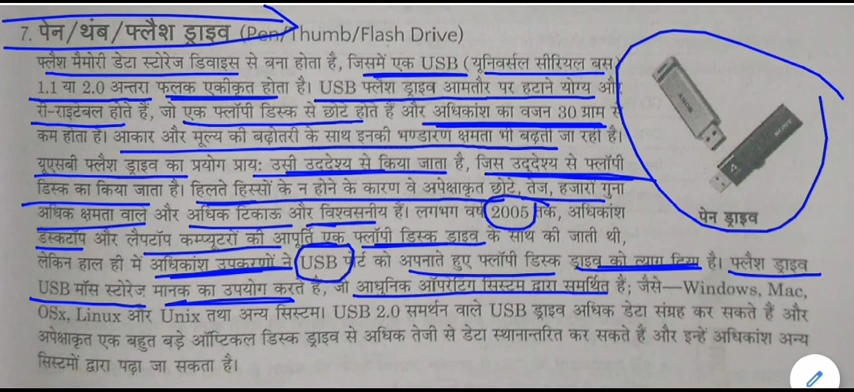 7. पेन/थंब/फ्लैश ड्राइव (Pen/Thumb/Flash Drive)
फ्लैश मैमोरी डेटा स्टोरेज डिवाइस से बना होता है, जिसमें एक USB (यूनिवर्सल सीरियल बस)
1.1 या 2.0 अन्तरा फलक एकीकृत होता है। USB फ्लैश ड्राइव आमतौर पर हटाने योग्य और
री-राइटेबल होते हैं, जो एक फ्लॉपी डिस्क से छोटे होते हैं और अधिकांश का वजन 30 ग्राम से
कम होता है। आकार और मूल्य की बढ़ोतरी के साथ इनकी भण्डारण क्षमता भी बढ़ती जा रही है।
यूएसबी फ्लैश ड्राइव का प्रयोग प्राय: उसी उद्देश्य से किया जाता है, जिस उद्देश्य से फ्लॉपी
डिस्क का किया जाता है। हिलते हिस्सों के न होने के कारण वे अपेक्षाकृत छोटे, तेज, हजारों गुना
अधिक क्षमता वाले और अधिक टिकाऊ और विश्वसनीय हैं। लगभग वर्ष 2005 तक, अधिकांश
डेस्कटॉप और लैपटॉप कम्प्यूटरों की आपूर्ति एक फ्लॉपी डिस्क ड्राइव के साथ की जाती थी,
लेकिन हाल ही में अधिकांश उपकरणों ने USB पोर्ट को अपनाते हुए फ्लॉपी डिस्क ड्राइव को त्याग दिया है। फ्लैश ड्राइव
USB मॉस स्टोरेज मानक का उपयोग करते हैं, जो आधुनिक ऑपरेटिंग सिस्टम द्वारा समर्थित हैं; जैसे—Windows, Mac,
OSx, Linux और Unix तथा अन्य सिस्टम। USB 2.0 समर्थन वाले USB ड्राइव अधिक डेटा संग्रह कर सकते हैं और
अपेक्षाकृत एक बहुत बड़े ऑप्टिकल डिस्क ड्राइव से अधिक तेजी से डेटा स्थानान्तरित कर सकते हैं और इन्हें अधिकांश अन्य
सिस्टमों द्वारा पढ़ा जा सकता है।
SONY
पेन ड्राइव